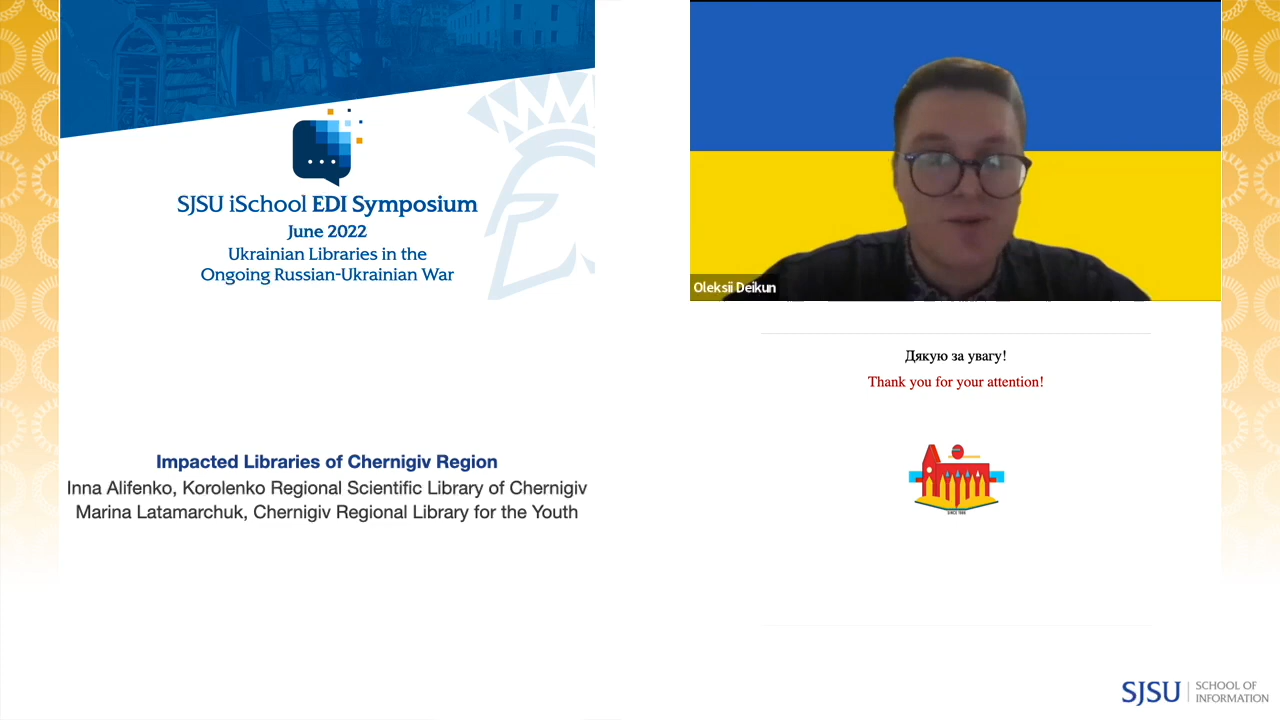 SJSU iSchool EDI Symposium
June 2022
Ukrainian Libraries in the
Ongoing Russian-Ukrainian War
Impacted Libraries of Chernigiv Region
Inna Alifenko, Korolenko Regional Scientific Library of Chernigiv
Marina Latamarchuk, Chernigiv Regional Library for the Youth
Oleksii Deikun
Дякую за увагу!
Thank you for your attention!
SJSU
SCHOOL OF
INFORMATION